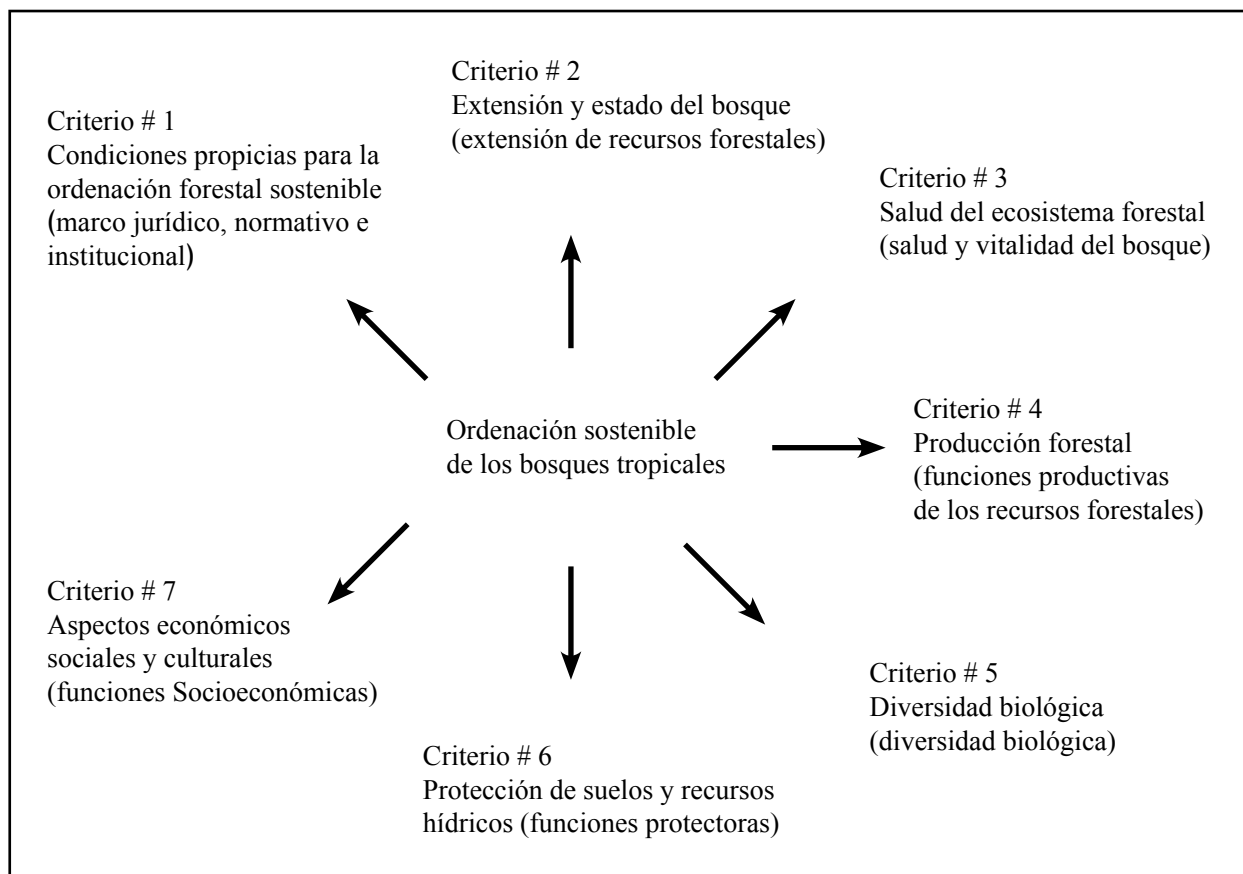 Criterio # 1
Condiciones propicias para la
ordenación forestal sostenible
(marco jurídico, normativo e
institucional)
Criterio # 2
Extensión y estado del bosque
(extensión de recursos forestales)
Criterio # 3
Salud del ecosistema forestal
(salud y vitalidad del bosque)
Criterio # 4
Producción forestal
(funciones productivas
de los recursos forestales)
Ordenación sostenible
de los bosques tropicales
Criterio # 5
Diversidad biológica
(diversidad biológica)
Criterio # 6
Protección de suelos y recursos
hídricos (funciones protectoras)
Criterio # 7
Aspectos económicos
sociales y culturales
(funciones Socioeconómicas)